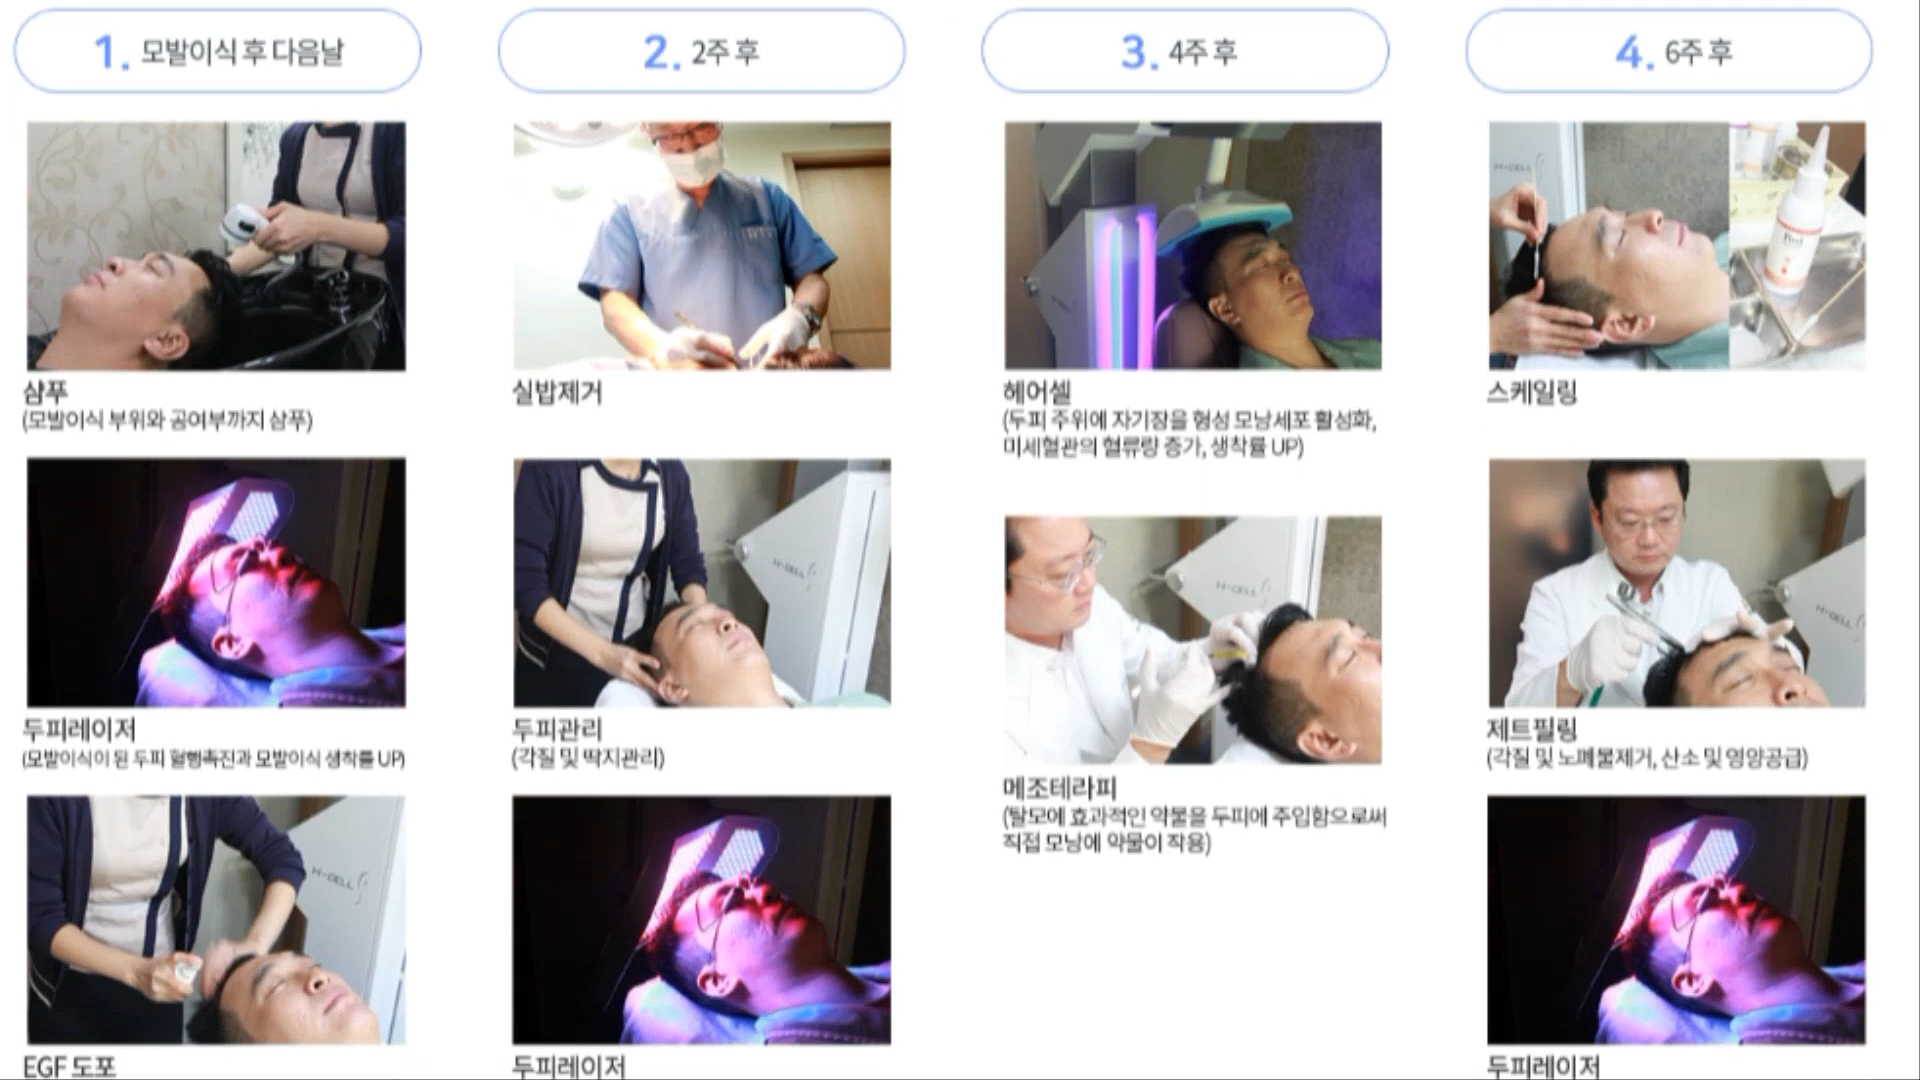 1. 모발이식 후 다음날
샴푸
(모발이식 부위와 공여부까지 샴푸)
두피레이저
(모발이식이 된 두피 혈행촉진과 모발이식 생착률 UP)
H-CELL
EGF 도포
2. 2주 후
실밥제거
H-CELL
두피관리
(각질 및 딱지관리)
두피레이저
3. 4주 후
헤어셀
(두피 주위에 자기장을 형성 모낭세포 활성화,
미세혈관의 혈류량 증가, 생착률 UP)
H-CELL
메조테라피
(탈모에 효과적인 약물을 두피에 주입함으로써
직접 모낭에 약물이 작용)
4. 6주 후
H-CELL
스케일링
H-CELL
제트필링
(각질 및 노폐물제거, 산소 및 영양공급)
두피레이저